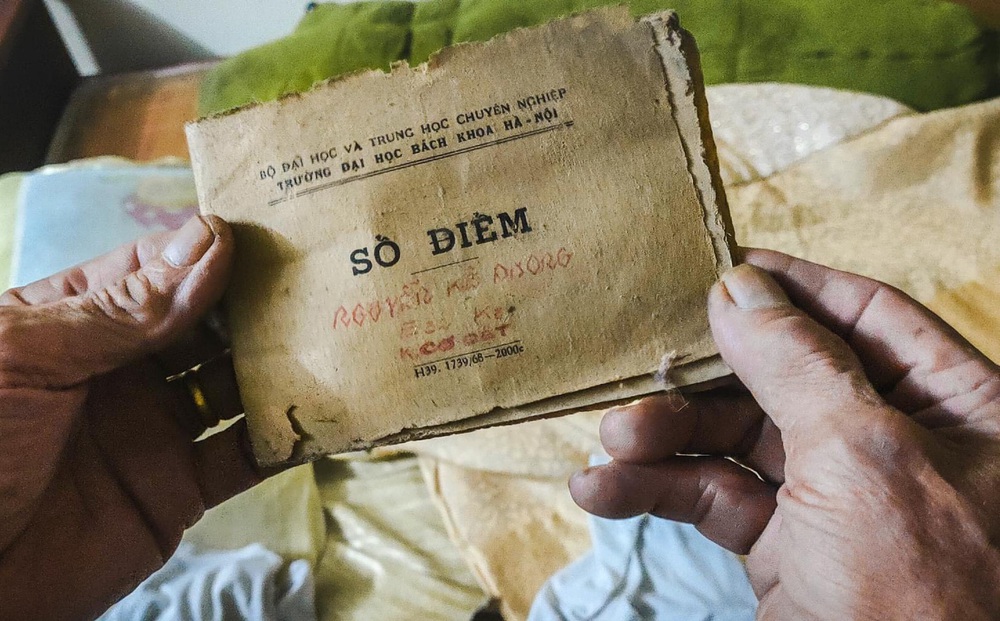 BỘ ĐẠI HỌC VÀ TRUNG HỌC CHUYÊN NGHIỆP
TRƯỜNG ĐẠI HỌC BÁCH KHOA HÀ-NỘI
SỔ ĐIỂM
NGUYỄN KẾ
H39. 1739/68—2000c